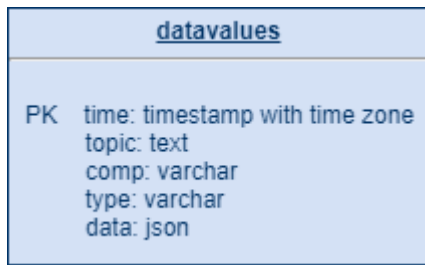 datavalues
PK time: timestamp with time zone
topic: text
comp: varchar
type: varchar
data: json